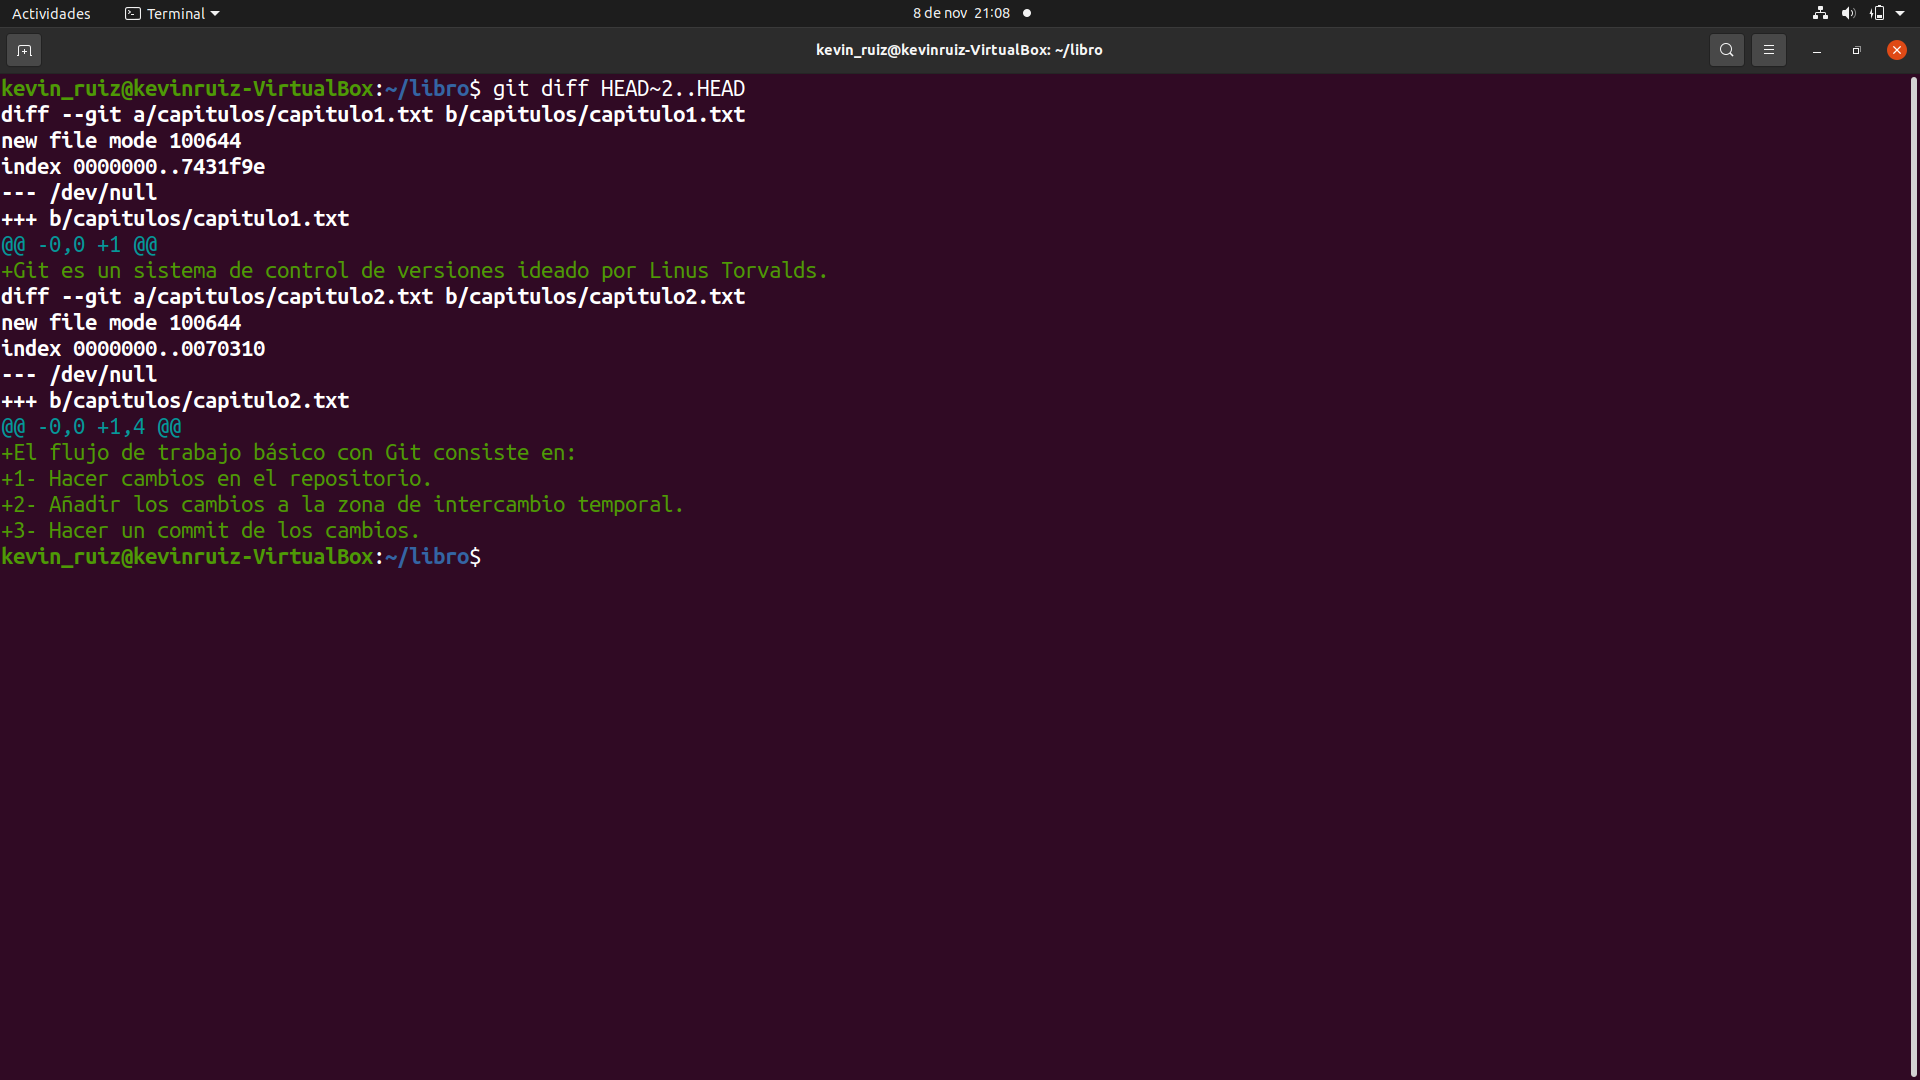 Actividades Terminal 8 de nov 21:08
kevin_ruiz@kevinruiz-VirtualBox: ~/libro
kevin_ruiz@kevinruiz-VirtualBox:~/libro$ git diff HEAD~2..HEAD
diff --git a/capitulos/capitulo1.txt b/capitulos/capitulo1.txt
new file mode 100644
index 0000000..7431f9e
--- /dev/null
+++ b/capitulos/capitulo1.txt
@@ -0,0 +1 @@
+Git es un sistema de control de versiones ideado por Linus Torvalds.
diff --git a/capitulos/capitulo2.txt b/capitulos/capitulo2.txt
new file mode 100644
index 0000000..0070310
--- /dev/null
+++ b/capitulos/capitulo2.txt
@@ -0,0 +1,4 @@
+El flujo de trabajo básico con Git consiste en:
+1- Hacer cambios en el repositorio.
+2- Añadir los cambios a la zona de intercambio temporal.
+3- Hacer un commit de los cambios.
kevin_ruiz@kevinruiz-VirtualBox:~/libro$